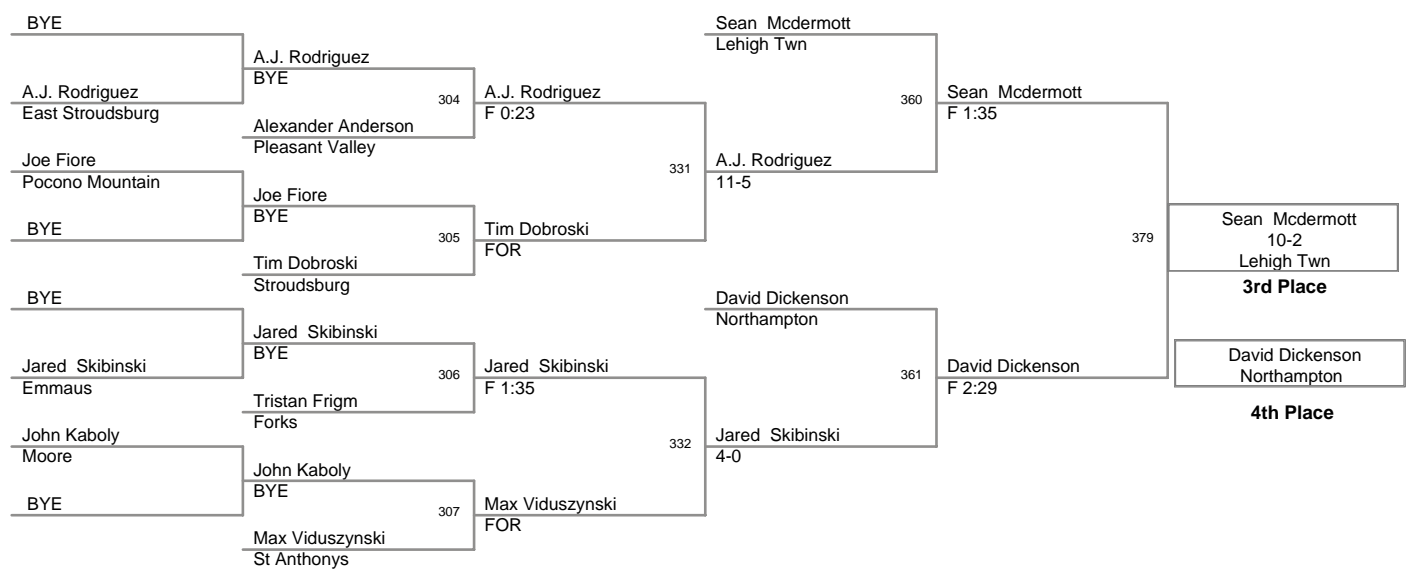 BYE
A.J. Rodriguez
East Stroudsburg
Joe Fiore
Pocono Mountain
BYE
BYE
Jared Skibinski
Emmaus
John Kaboly
Moore
BYE
A.J. Rodriguez
BYE
304
Alexander Anderson
Pleasant Valley
Joe Fiore
BYE
305
Tim Dobroski
Stroudsburg
Jared Skibinski
BYE
306
Tristan Frigm
Forks
John Kaboly
BYE
307
Max Viduszynski
St Anthonys
A.J. Rodriguez
F 0:23
331
Tim Dobroski
FOR
Jared Skibinski
F 1:35
332
Max Viduszynski
FOR
Sean Mcdermott
Lehigh Twn
360
A.J. Rodriguez
11-5
David Dickenson
Northampton
361
Jared Skibinski
4-0
Sean Mcdermott
F 1:35
379
David Dickenson
F 2:29
Sean Mcdermott
10-2
Lehigh Twn
3rd Place
David Dickenson
Northampton
4th Place